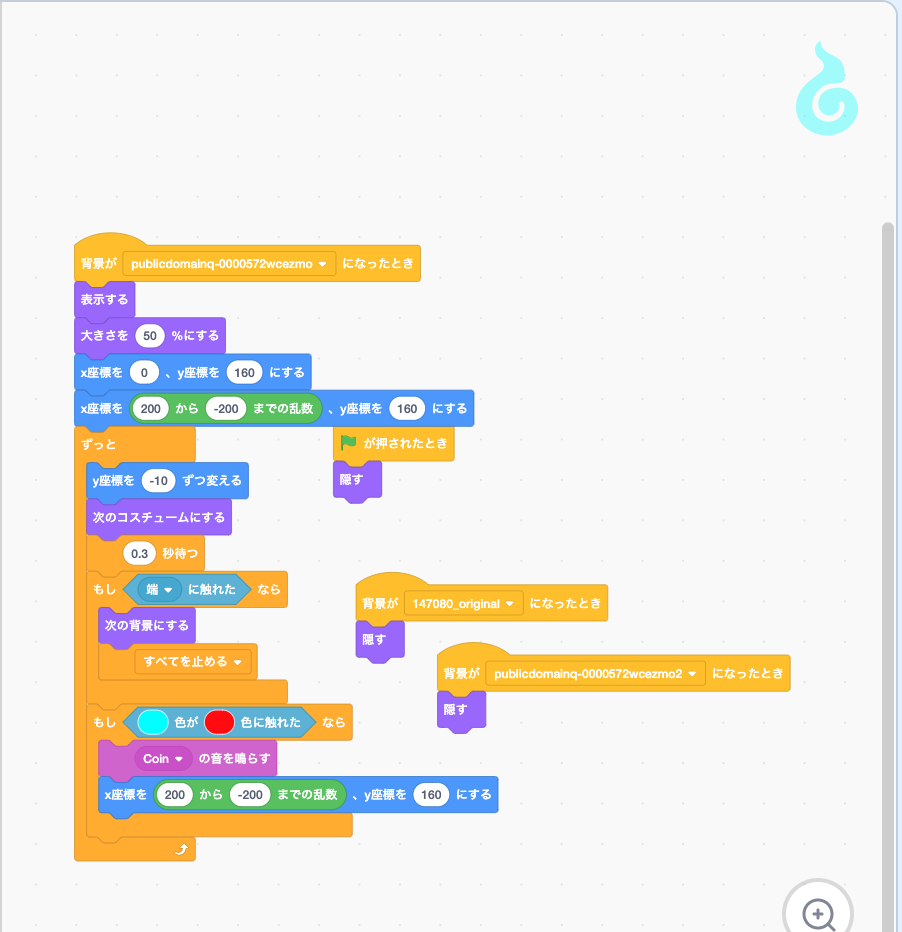 背景が publicdomainq-0000572wcezmo になったとき
表示する
大きさを 50 %にする
x座標を 0 、y座標を 160 にする
x座標を 200 から -200 までの乱数 、y座標を 160 にする
ずっと
が押されたとき
y座標を -10 ずつ変える
隠す
次のコスチュームにする
0.3 秒待つ
もし 端 に触れた なら
次の背景にする
すべてを止める
背景が 147080_original になったとき
隠す
背景が publicdomainq-0000572wcezmo2 になったとき
隠す
もし 色が 色に触れた なら
Coin の音を鳴らす
x座標を 200 から -200 までの乱数 、y座標を 160 にする